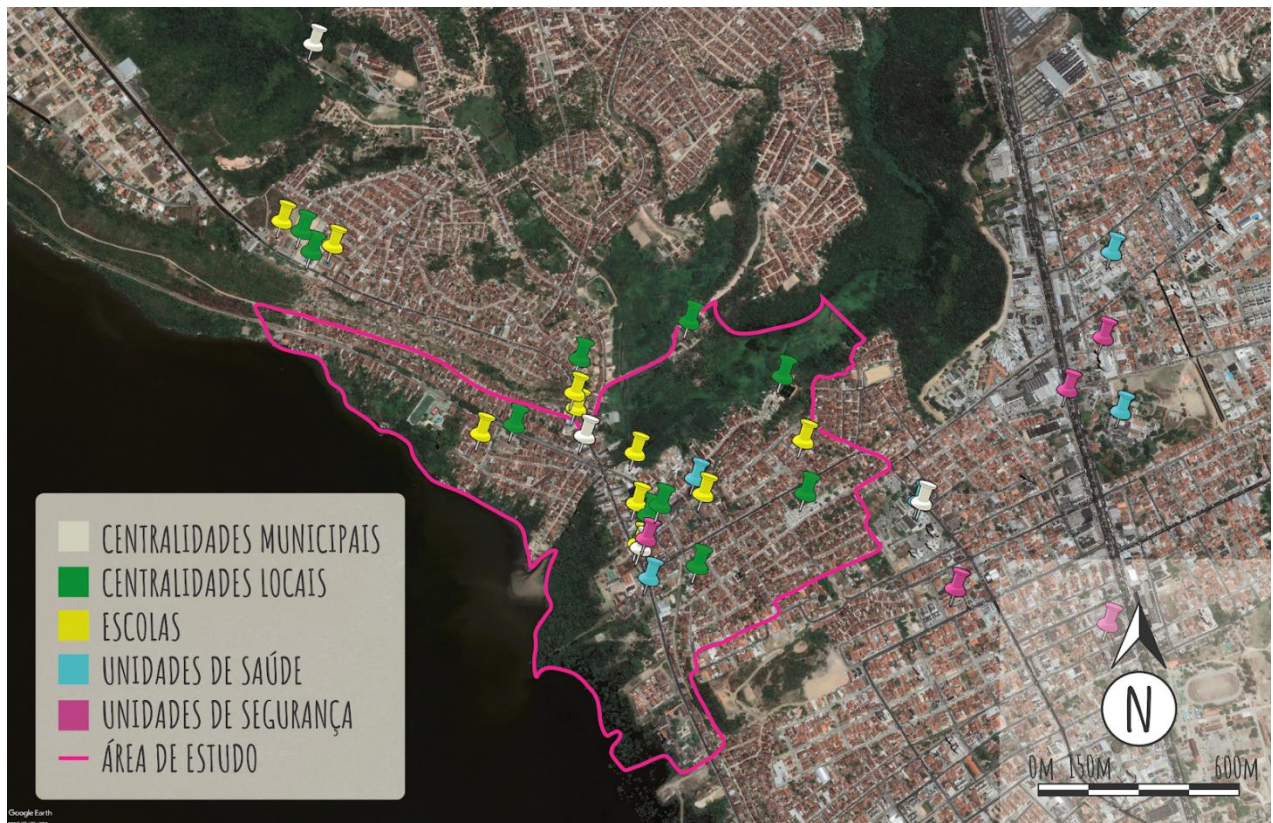 CENTRALIDADES MUNICIPAIS
CENTRALIDADES LOCAIS
ESCOLAS
UNIDADES DE SAÚDE
UNIDADES DE SEGURANÇA
ÁREA DE ESTUDO
N
0M 150M 600M
Google Earth